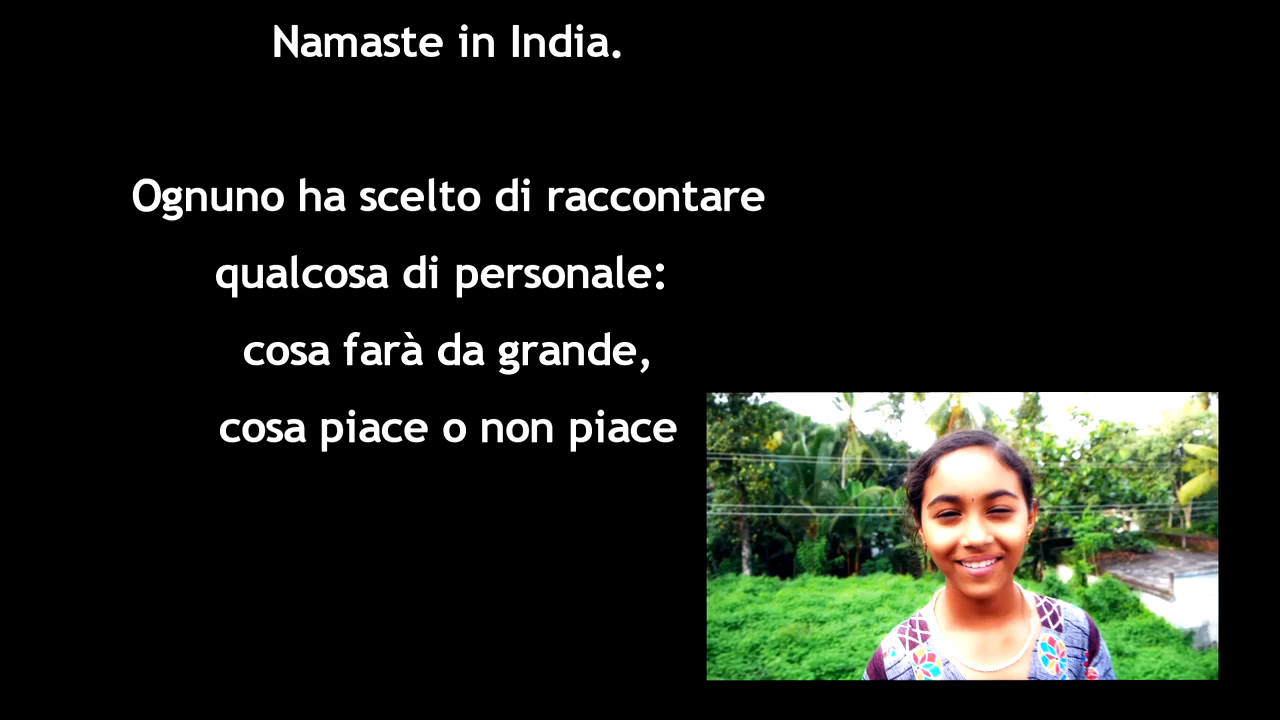 Namaste in India.
Ognuno ha scelto di raccontare
qualcosa di personale:
cosa farà da grande,
cosa piace o non piace